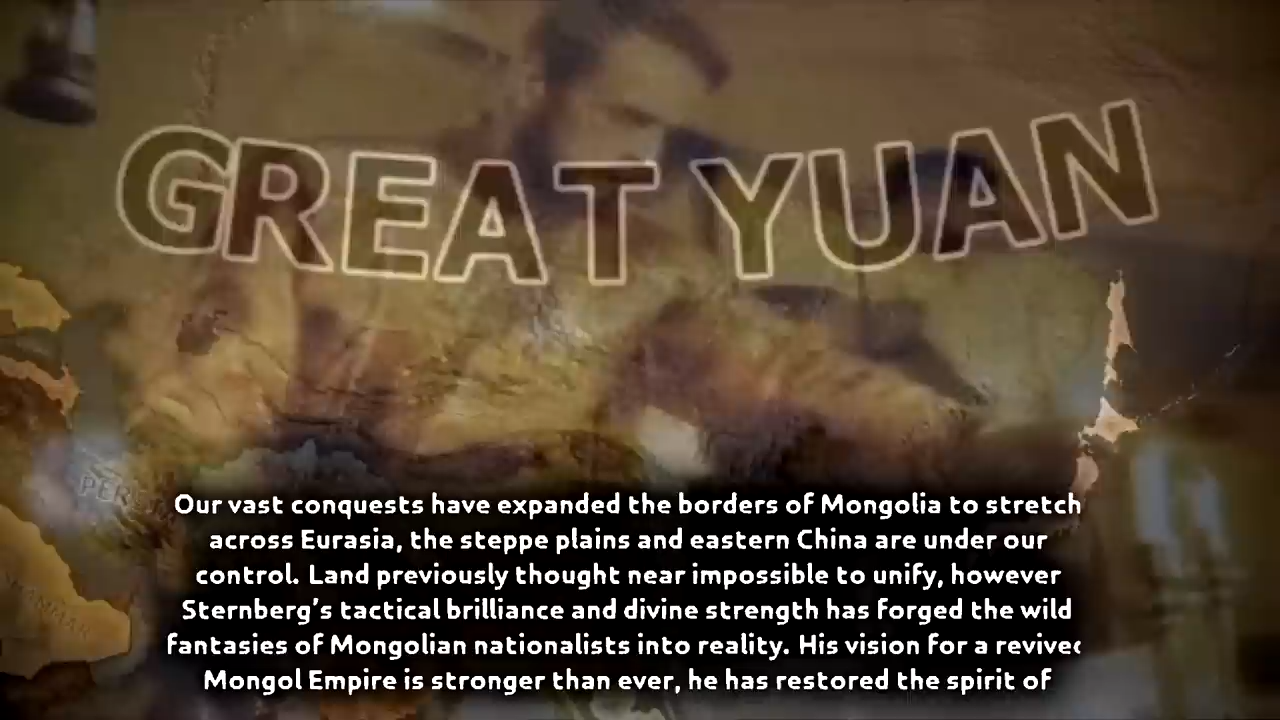 GREAT YUAN
Our vast conquests have expanded the borders of Mongolia to stretch
across Eurasia, the steppe plains and eastern China are under our
control. Land previously thought near impossible to unify, however
Sternberg's tactical brilliance and divine strength has forged the wild
fantasies of Mongolian nationalists into reality. His vision for a revived
Mongol Empire is stronger than ever, he has restored the spirit of